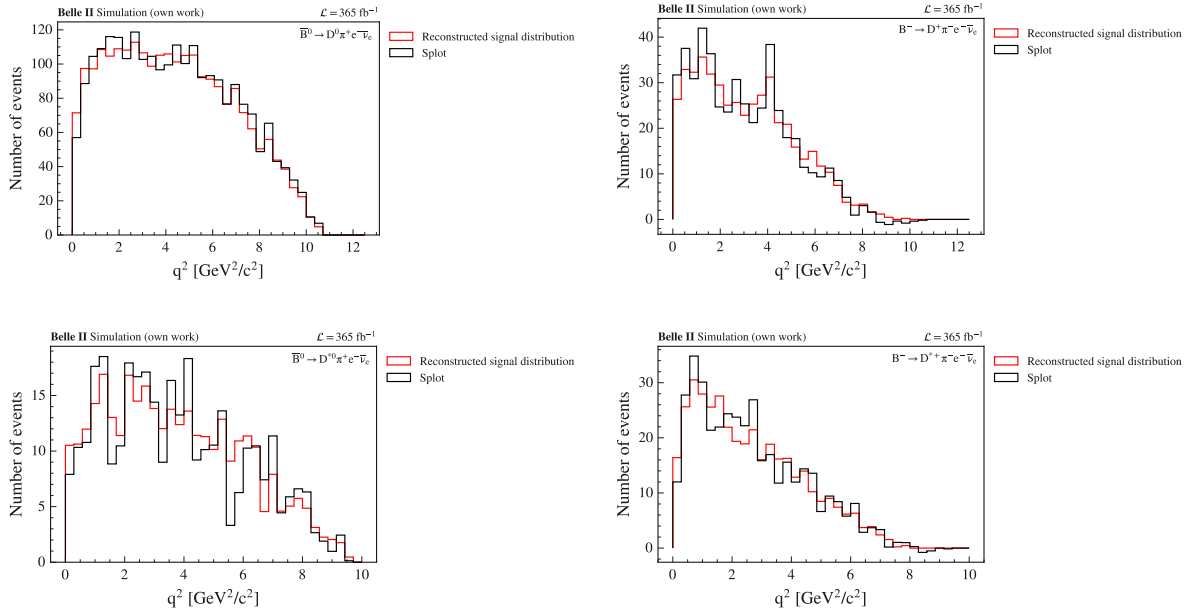 Belle II Simulation (own work) ℒ = 365 fb⁻¹
B̅⁰ → D⁰π⁺e⁻ν̅ₑ
Reconstructed signal distribution
Splot
Number of events
120
100
80
60
40
20
0
0 2 4 6 8 10 12
q² [GeV²/c²]
Belle II Simulation (own work) ℒ = 365 fb⁻¹
B⁻ → D⁺π⁻e⁻ν̅ₑ
Reconstructed signal distribution
Splot
Number of events
40
30
20
10
0
0 2 4 6 8 10 12
q² [GeV²/c²]
Belle II Simulation (own work) ℒ = 365 fb⁻¹
B̅⁰ → D*⁰π⁺e⁻ν̅ₑ
Reconstructed signal distribution
Splot
Number of events
15
10
5
0
0 2 4 6 8 10
q² [GeV²/c²]
Belle II Simulation (own work) ℒ = 365 fb⁻¹
B⁻ → D*⁺π⁻e⁻ν̅ₑ
Reconstructed signal distribution
Splot
Number of events
30
20
10
0
0 2 4 6 8 10
q² [GeV²/c²]